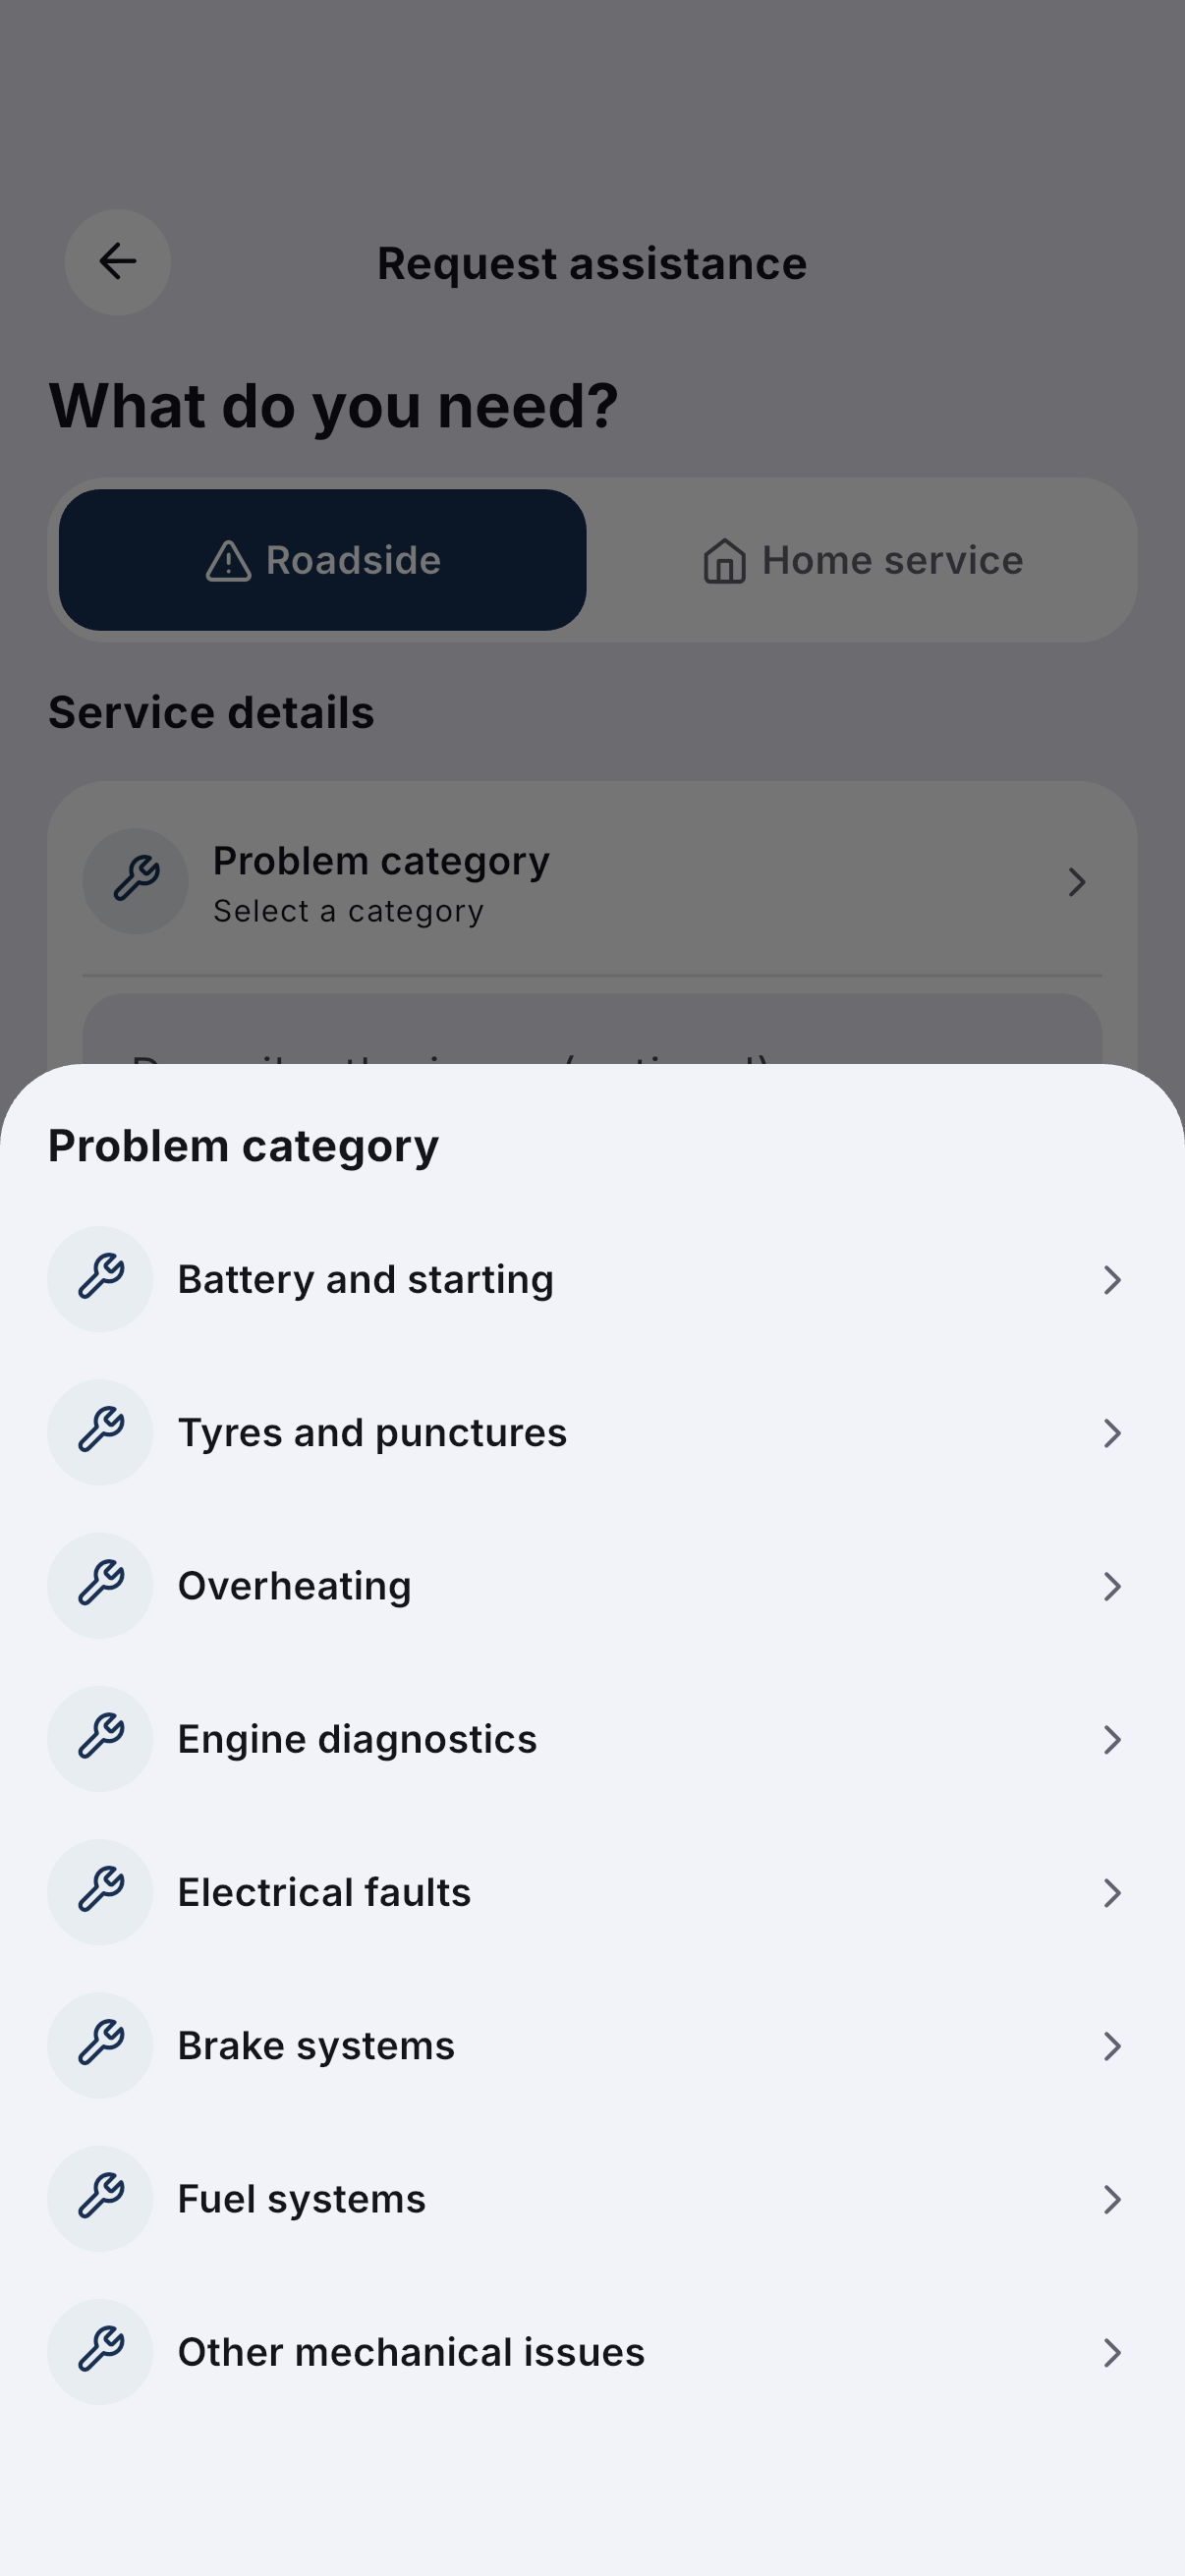 Request assistance
What do you need?
Roadside
Home service
Service details
Problem category
Select a category
Problem category
Battery and starting
Tyres and punctures
Overheating
Engine diagnostics
Electrical faults
Brake systems
Fuel systems
Other mechanical issues